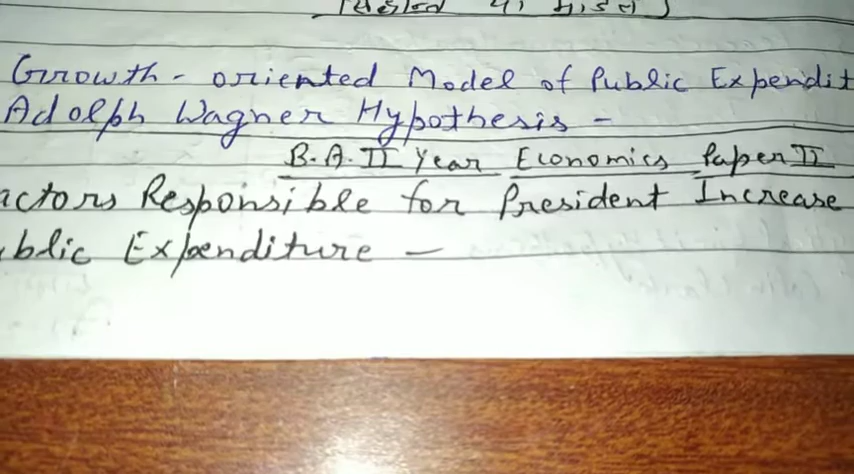 Growth - oriented Model of Public Expendit
Adolph Wagner Hypothesis -
B.A. II Year Economics Paper II
actors Responsible for President Increase
blic Expenditure -